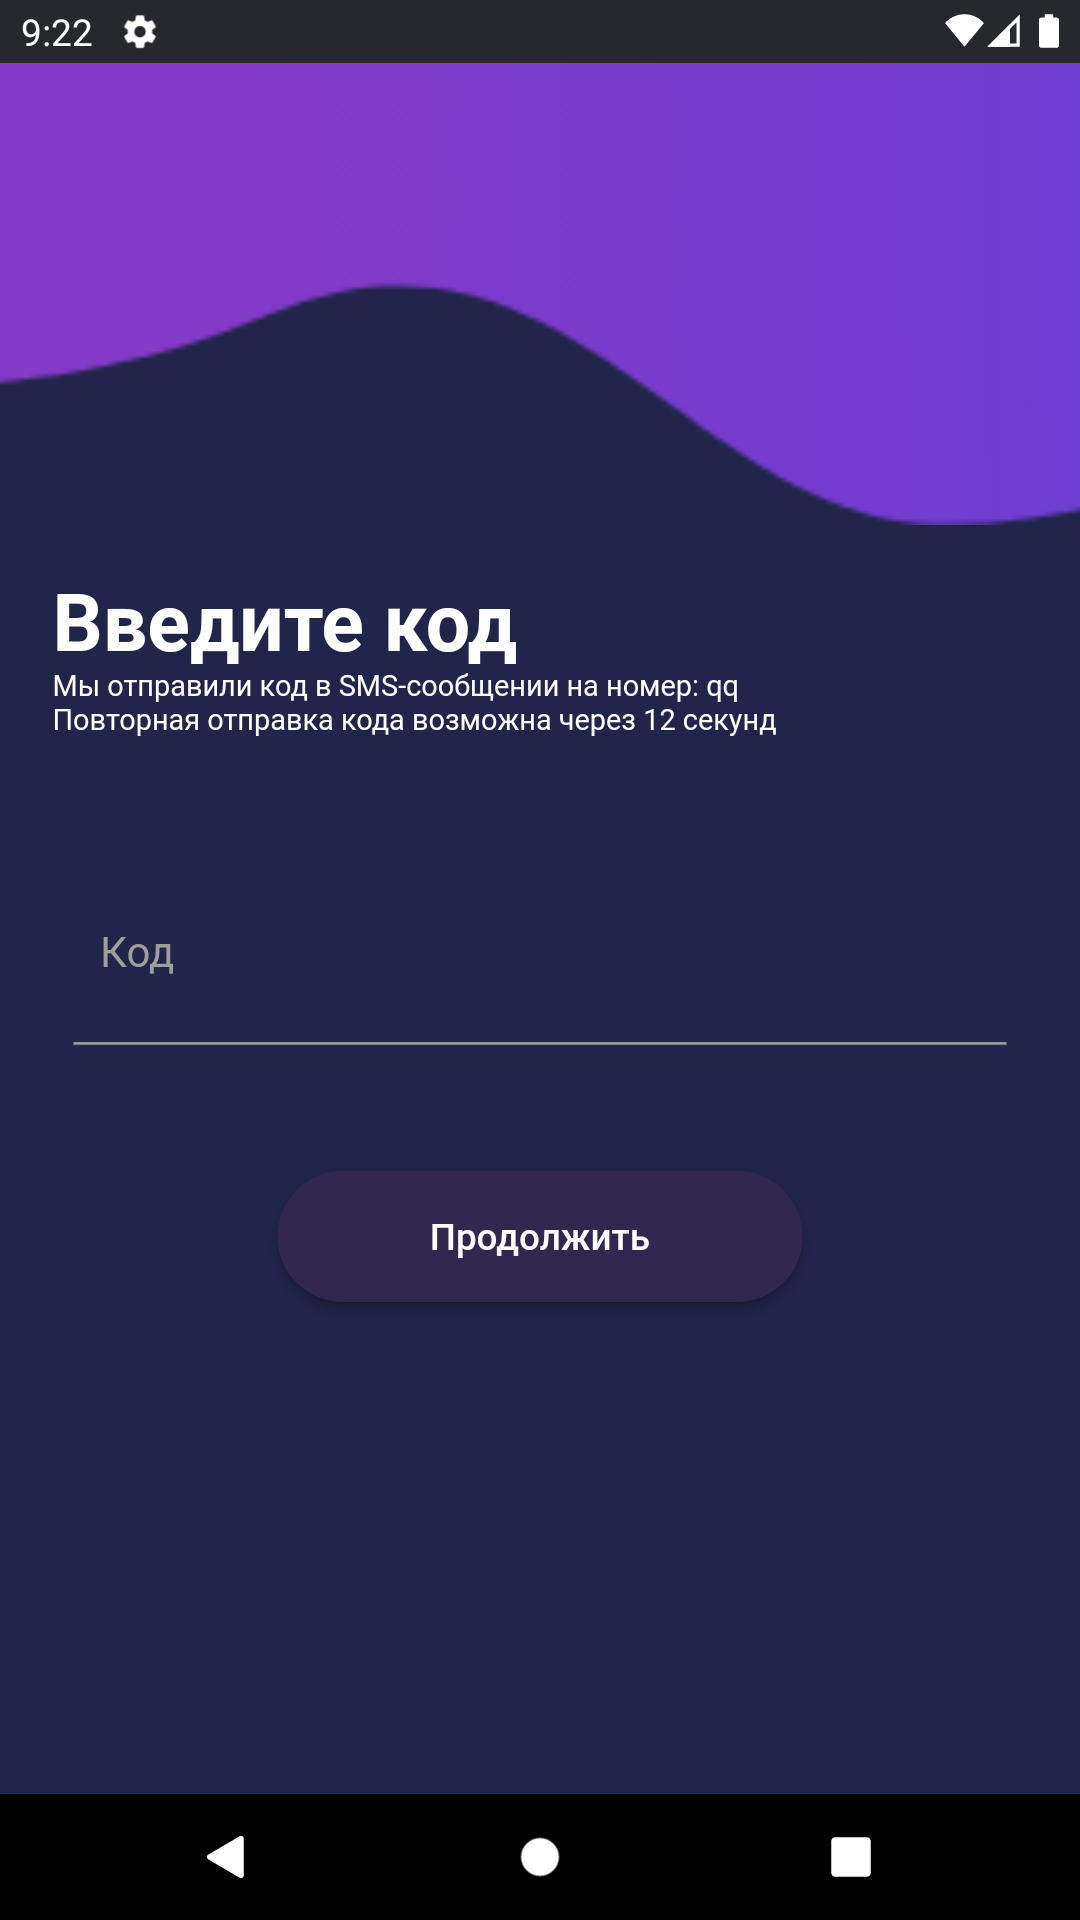 9:22
Введите код
Мы отправили код в SMS-сообщении на номер: qq
Повторная отправка кода возможна через 12 секунд
Код
Продолжить